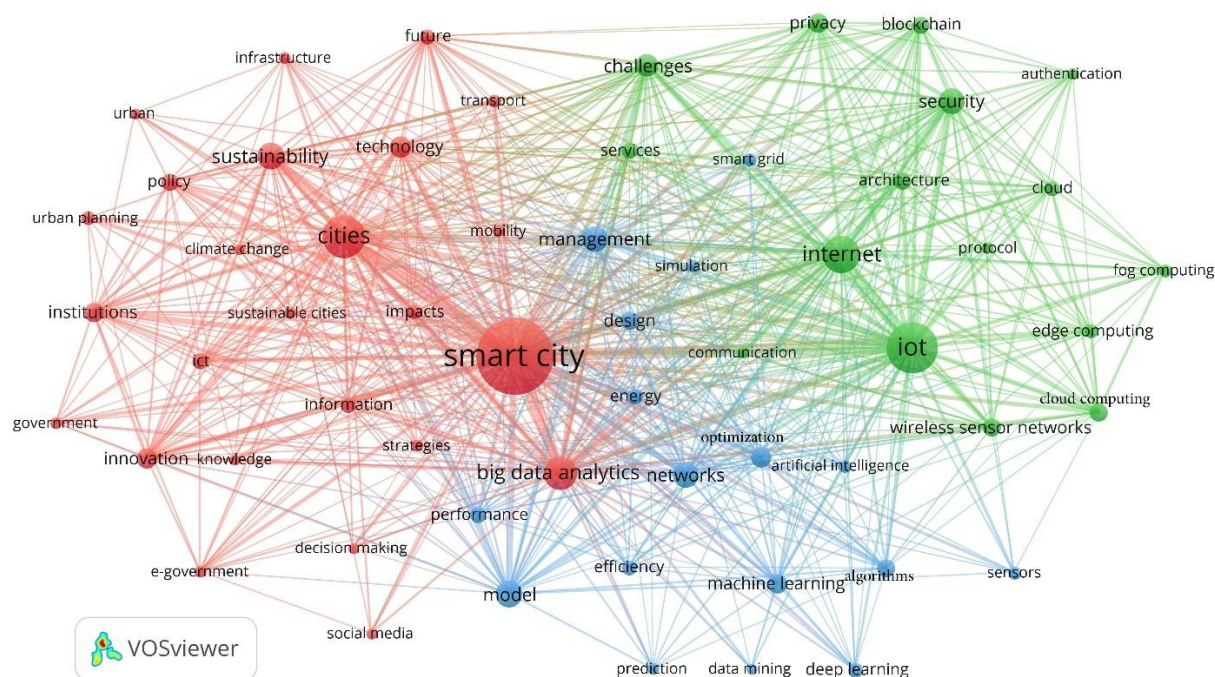 future
privacy
blockchain
infrastructure
challenges
authentication
transport
security
urban
technology
services
smart grid
sustainability
policy
architecture
cloud
urban planning
cities
mobility
management
climate change
internet
protocol
simulation
fog computing
institutions
sustainable cities
impacts
design
edge computing
smart city
communication
iot
ict
information
energy
cloud computing
government
wireless sensor networks
strategies
optimization
innovation
knowledge
big data analytics
networks
artificial intelligence
performance
decision making
e-government
efficiency
machine learning
algorithms
sensors
model
social media
prediction
data mining
deep learning
VOSviewer